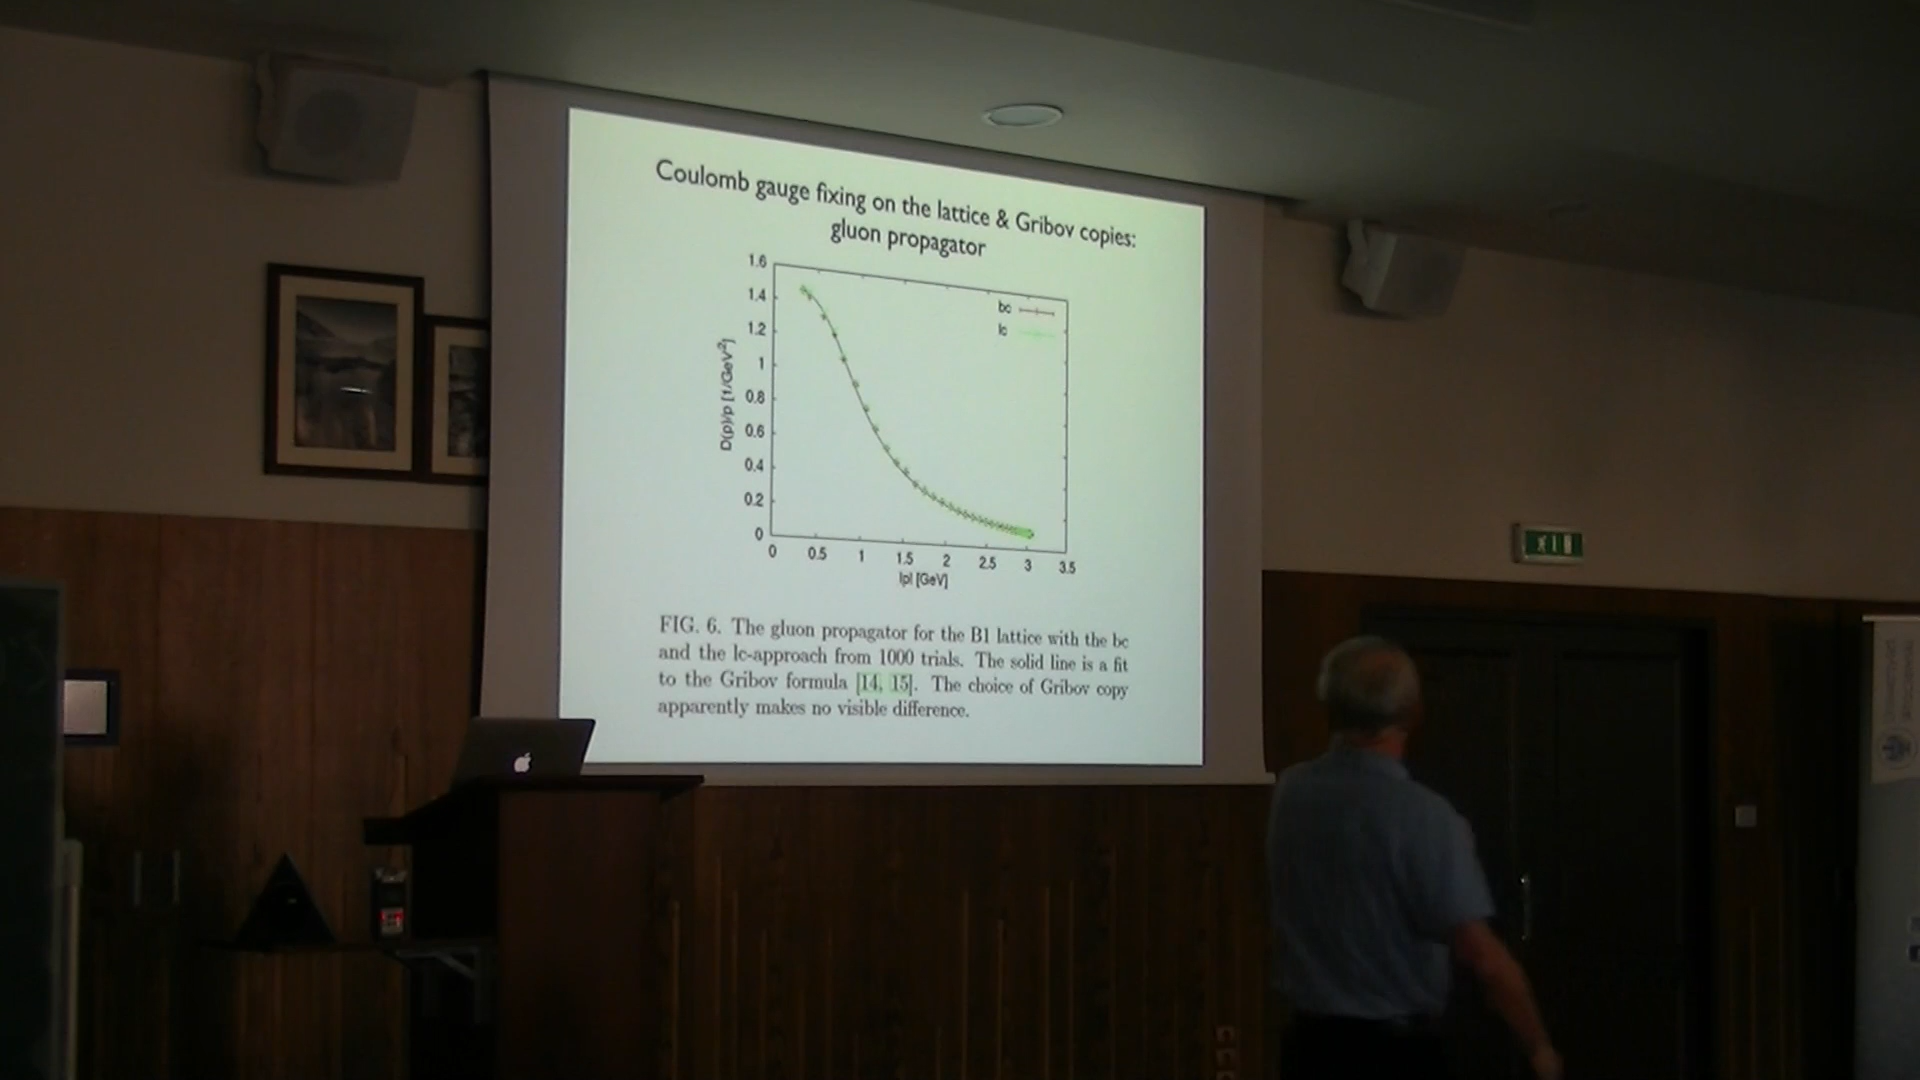 Coulomb gauge fixing on the lattice & Gribov copies:
gluon propagator
1.6
1.4
1.2
1
0.8
0.6
0.4
0.2
0
D(p)/p [1/GeV²]
bc
lc
0 0.5 1 1.5 2 2.5 3 3.5
|p| [GeV]
FIG. 6. The gluon propagator for the B1 lattice with the bc
and the lc-approach from 1000 trials. The solid line is a fit
to the Gribov formula [14, 15]. The choice of Gribov copy
apparently makes no visible difference.